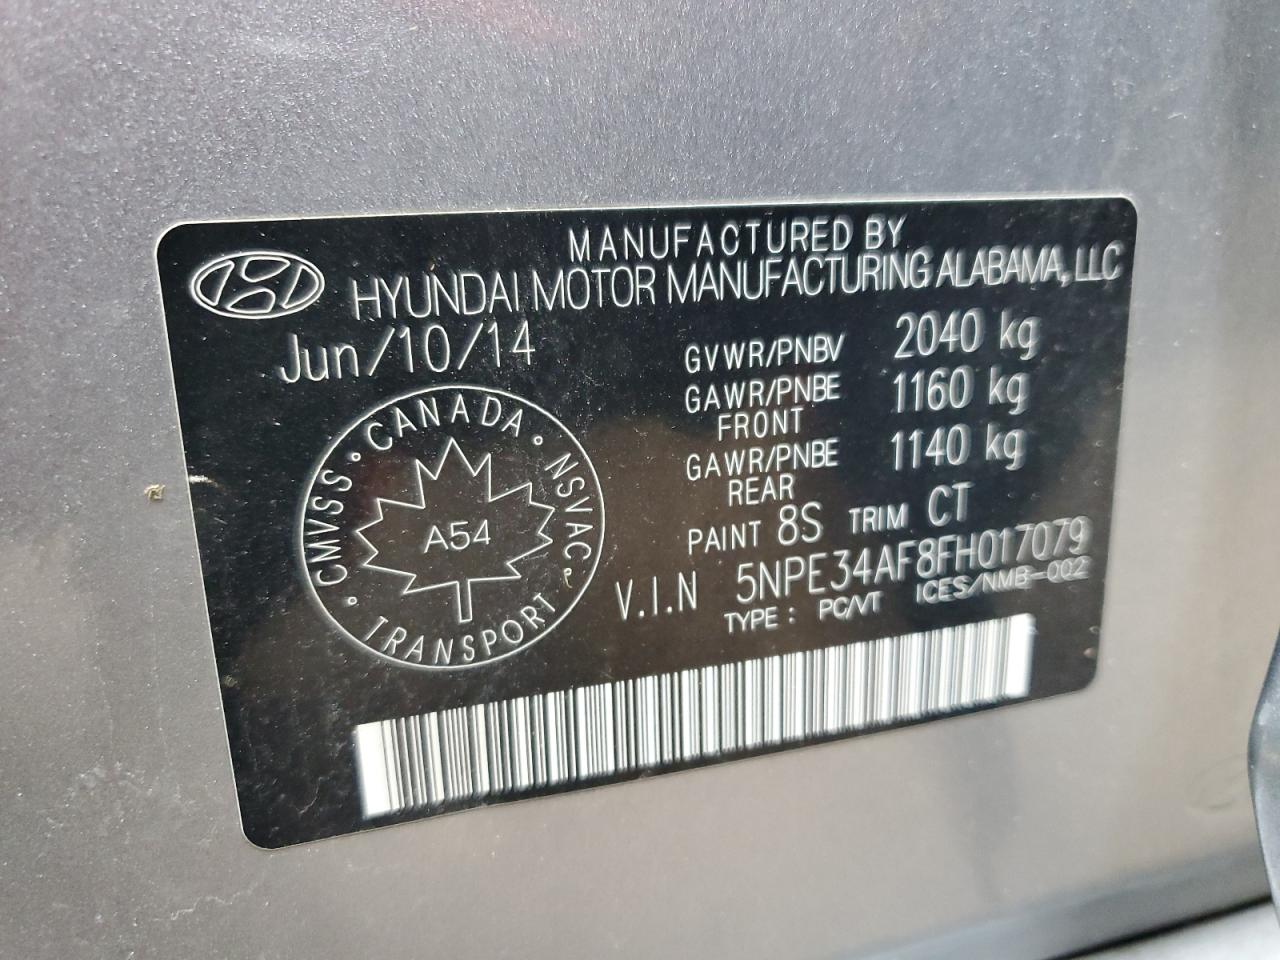 MANUFACTURED BY
HYUNDAI MOTOR MANUFACTURING ALABAMA, LLC
Jun/10/14
GVWR/PNBV 2040 kg
GAWR/PNBE 1160 kg
FRONT
GAWR/PNBE 1140 kg
REAR
PAINT 8S TRIM CT
V.I.N 5NPE34AF8FH017079
TYPE : PC/VT ICES/NMB-002
CMVSS · CANADA · NSVAC ·
A54
· TRANSPORT